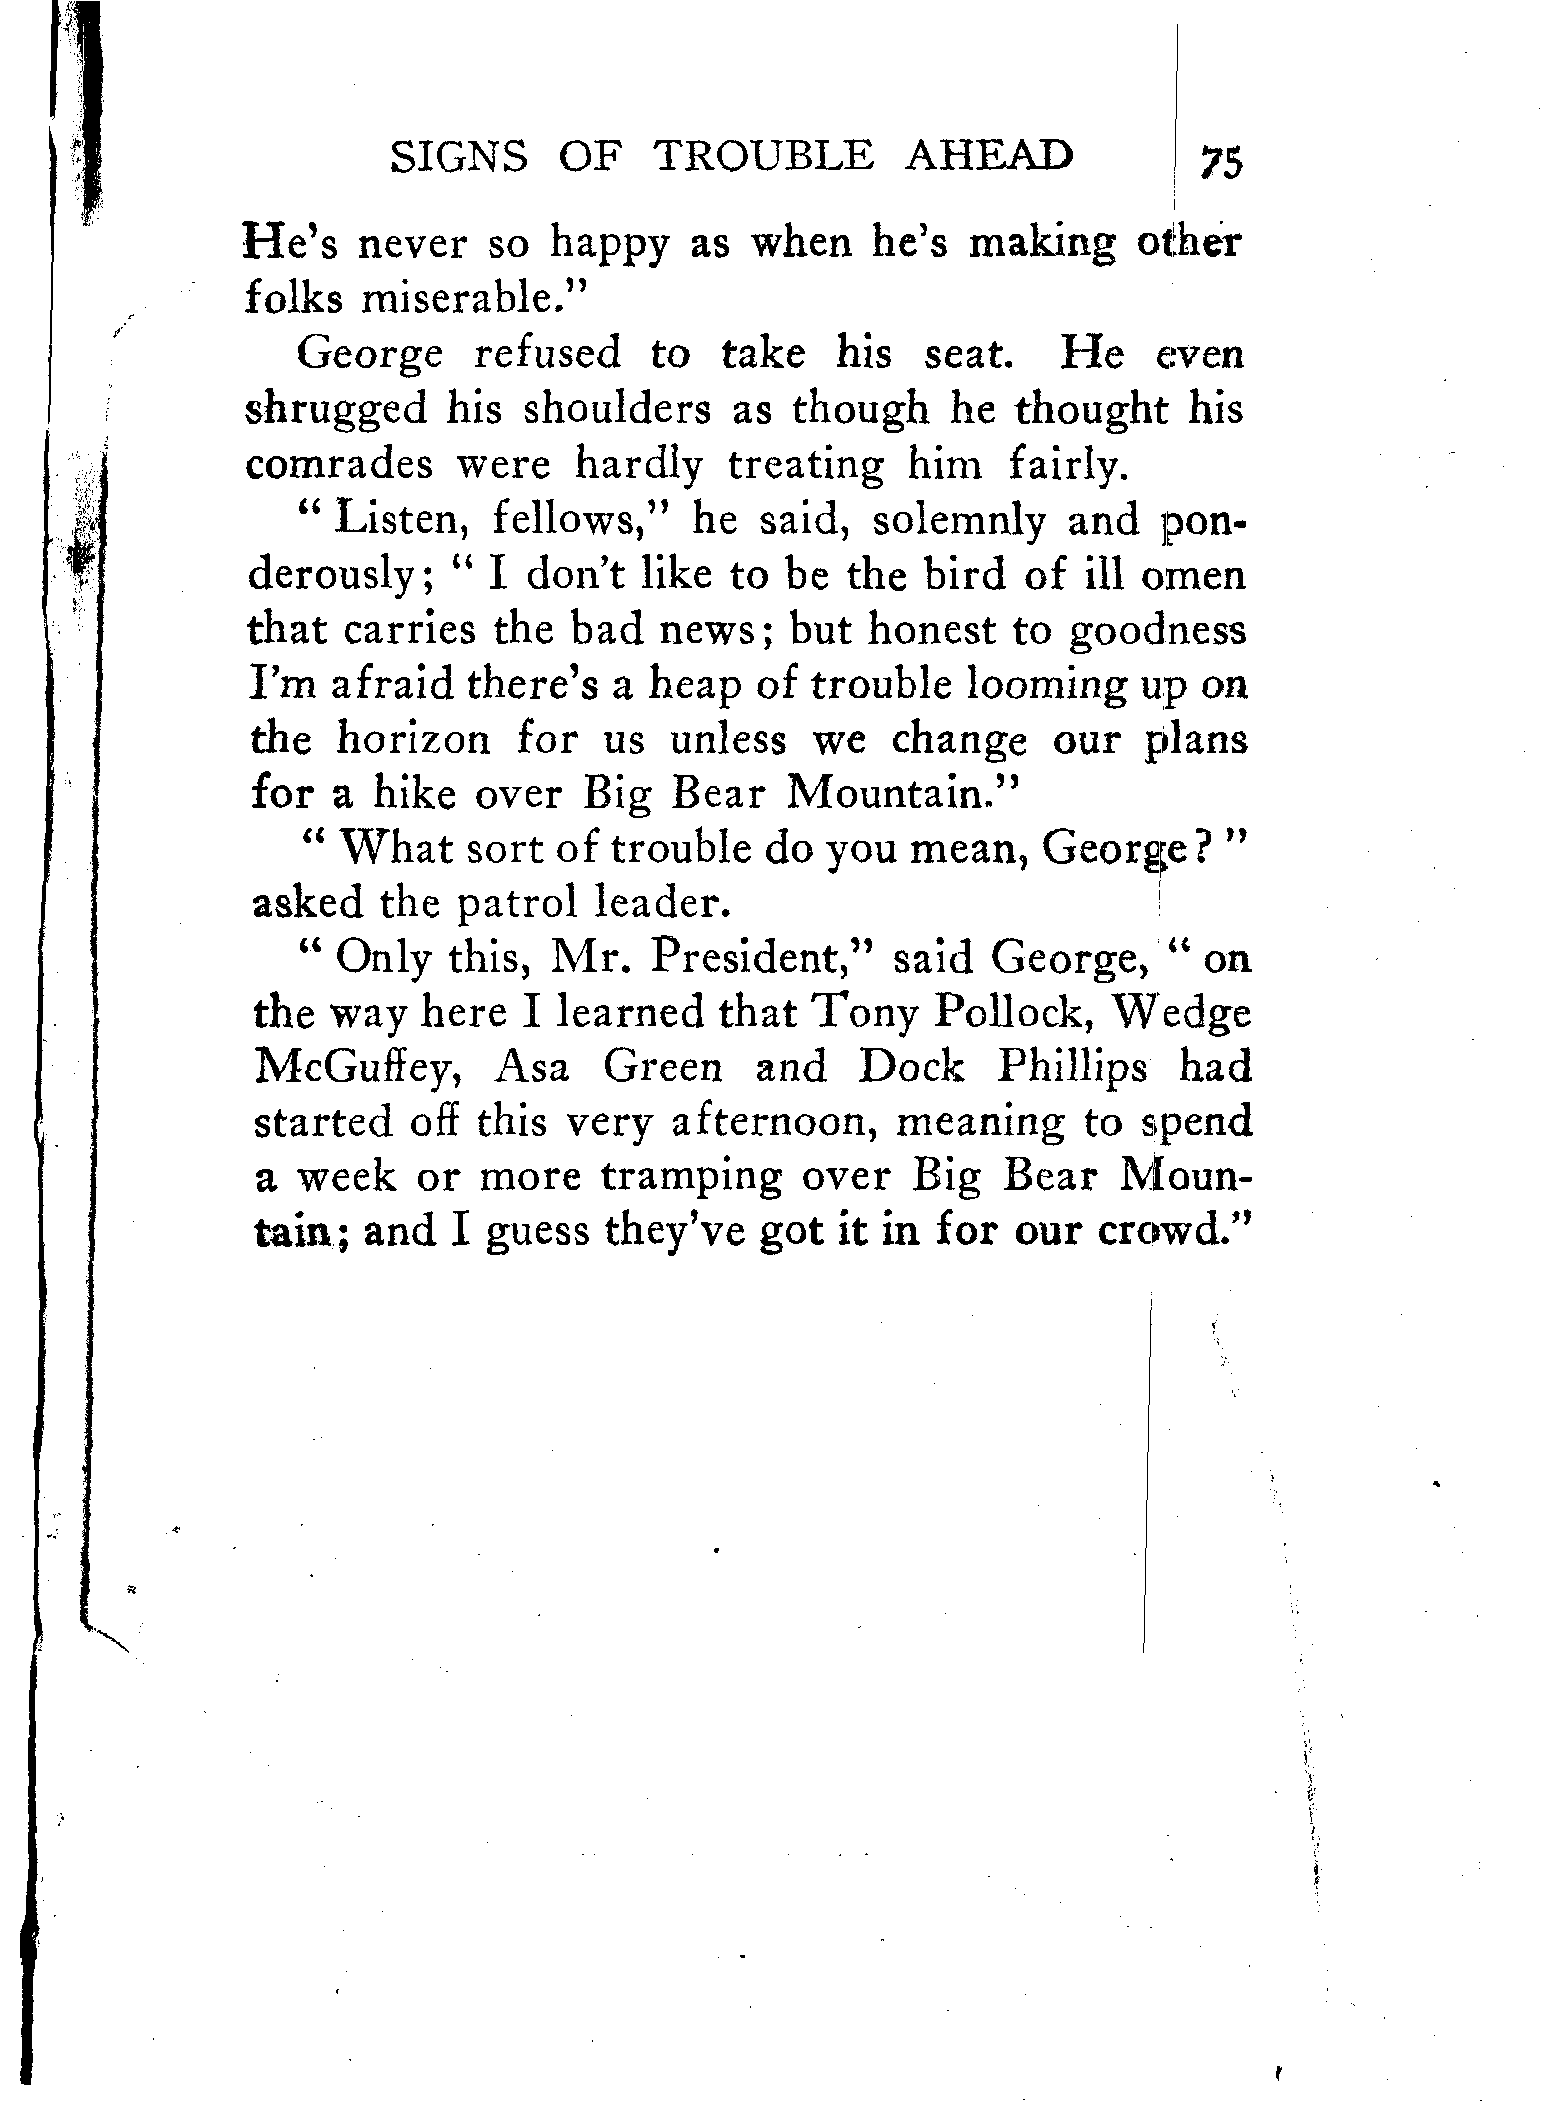 SIGNS OF TROUBLE AHEAD 75
He's never so happy as when he's making other
folks miserable."
George refused to take his seat. He even
shrugged his shoulders as though he thought his
comrades were hardly treating him fairly.
" Listen, fellows," he said, solemnly and pon-
derously; " I don't like to be the bird of ill omen
that carries the bad news; but honest to goodness
I'm afraid there's a heap of trouble looming up on
the horizon for us unless we change our plans
for a hike over Big Bear Mountain."
" What sort of trouble do you mean, George? "
asked the patrol leader.
" Only this, Mr. President," said George, " on
the way here I learned that Tony Pollock, Wedge
McGuffey, Asa Green and Dock Phillips had
started off this very afternoon, meaning to spend
a week or more tramping over Big Bear Moun-
tain; and I guess they've got it in for our crowd."